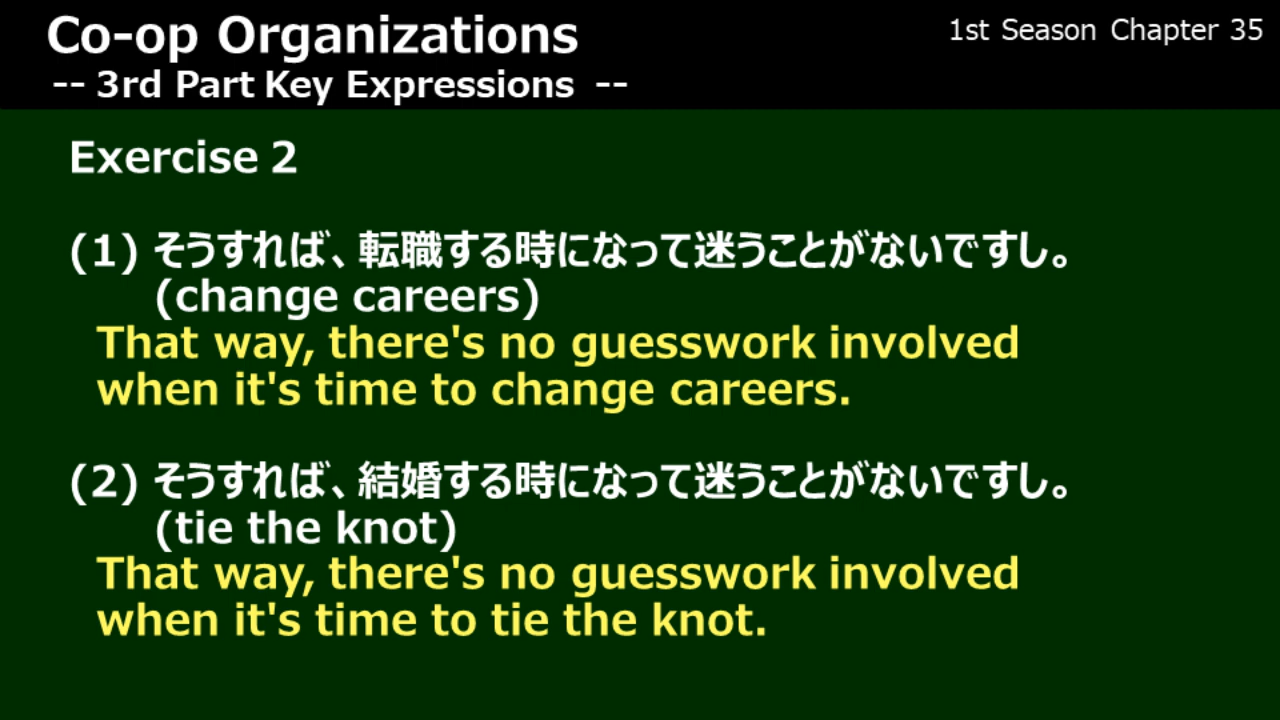 Co-op Organizations
1st Season Chapter 35
-- 3rd Part Key Expressions --
Exercise 2
(1) そうすれば、転職する時になって迷うことがないですし。
(change careers)
That way, there's no guesswork involved
when it's time to change careers.
(2) そうすれば、結婚する時になって迷うことがないですし。
(tie the knot)
That way, there's no guesswork involved
when it's time to tie the knot.